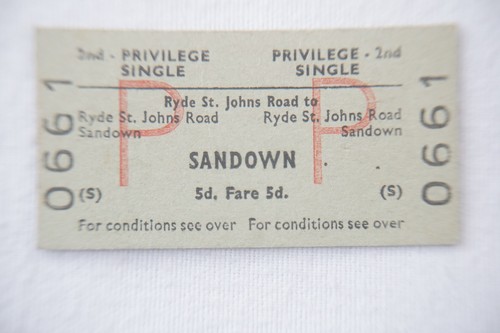 2nd - PRIVILEGE PRIVILEGE - 2nd
SINGLE SINGLE
Ryde St. Johns Road to
Ryde St. Johns Road Ryde St. Johns Road
Sandown Sandown
P P
SANDOWN
(S) 5d. Fare 5d. (S)
For conditions see over For conditions see over
0661
0661